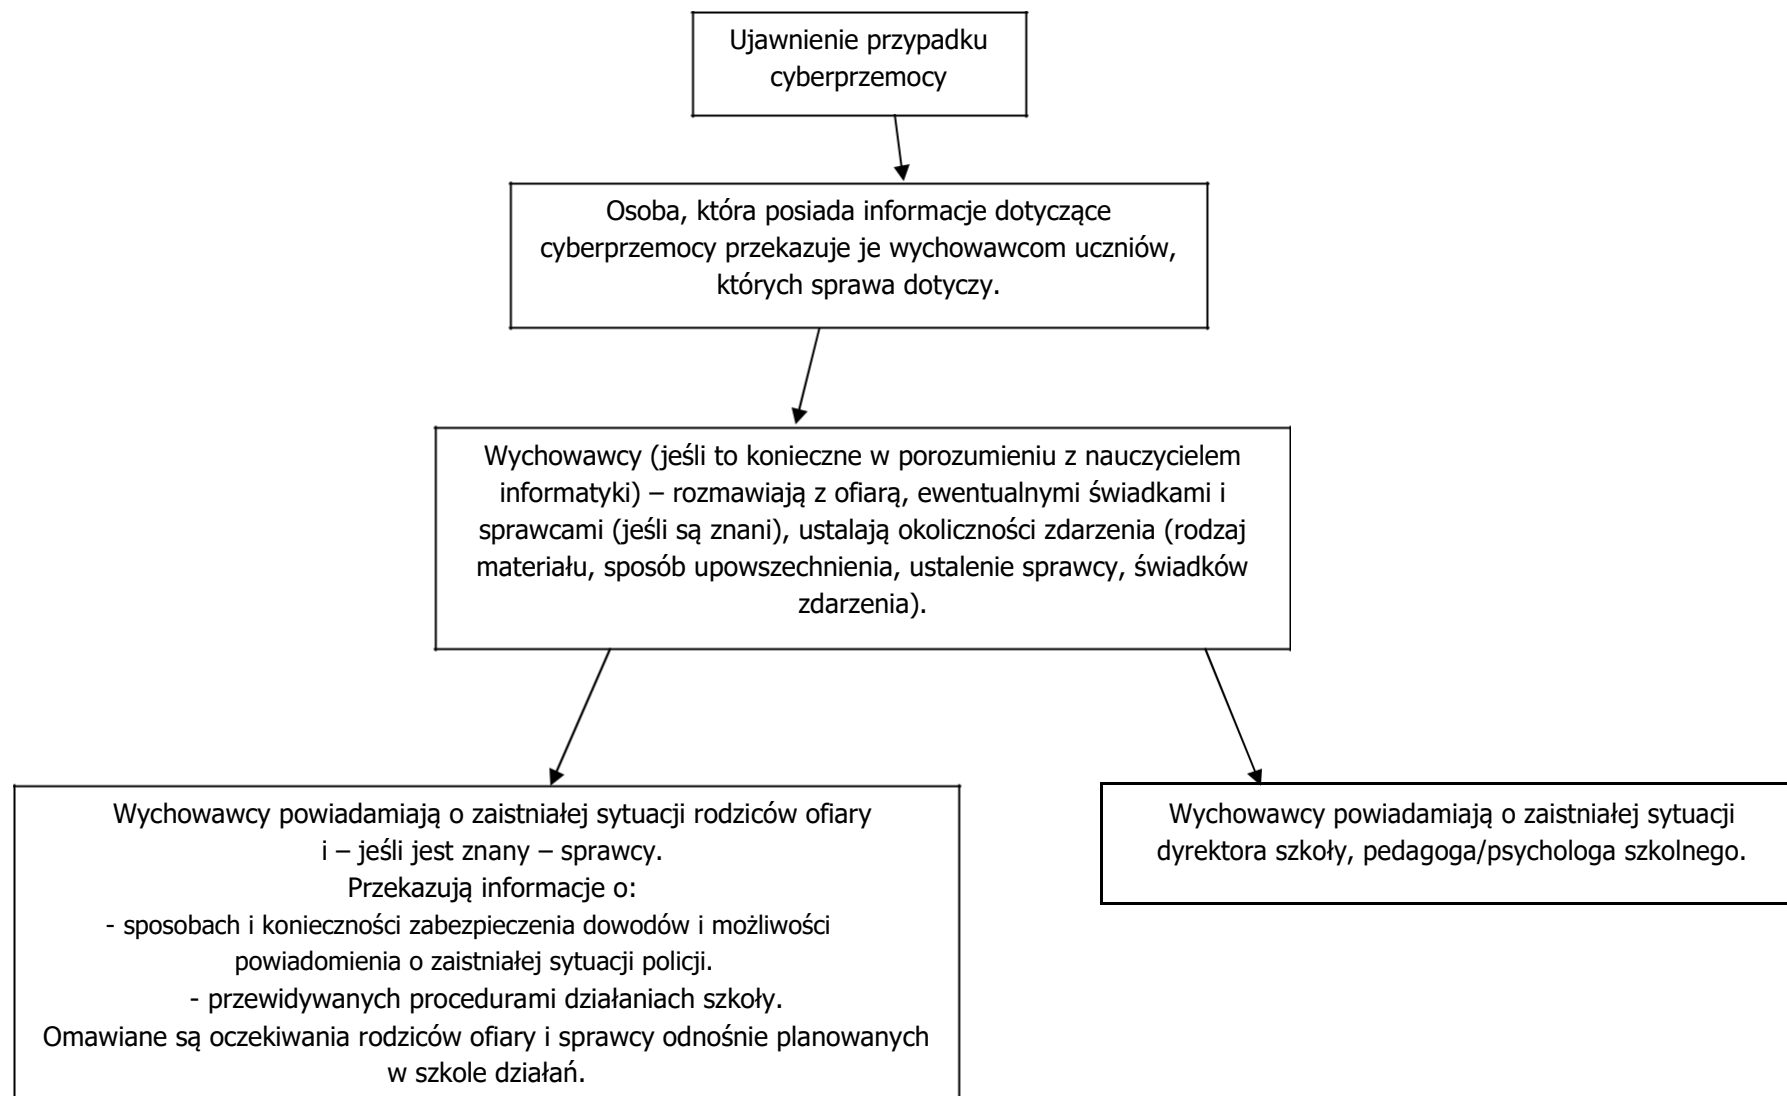 Ujawnienie przypadku
cyberprzemocy
Osoba, która posiada informacje dotyczące
cyberprzemocy przekazuje je wychowawcom uczniów,
których sprawa dotyczy.
Wychowawcy (jeśli to konieczne w porozumieniu z nauczycielem
informatyki) – rozmawiają z ofiarą, ewentualnymi świadkami i
sprawcami (jeśli są znani), ustalają okoliczności zdarzenia (rodzaj
materiału, sposób upowszechnienia, ustalenie sprawcy, świadków
zdarzenia).
Wychowawcy powiadamiają o zaistniałej sytuacji rodziców ofiary
i – jeśli jest znany – sprawcy.
Przekazują informacje o:
- sposobach i konieczności zabezpieczenia dowodów i możliwości
powiadomienia o zaistniałej sytuacji policji.
- przewidywanych procedurami działaniach szkoły.
Omawiane są oczekiwania rodziców ofiary i sprawcy odnośnie planowanych
w szkole działań.
Wychowawcy powiadamiają o zaistniałej sytuacji
dyrektora szkoły, pedagoga/psychologa szkolnego.